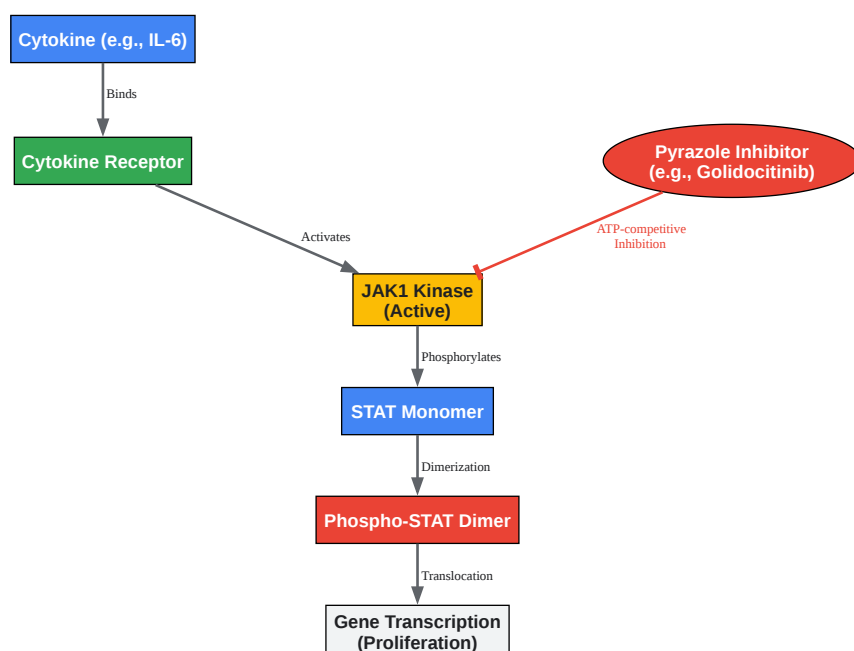 Cytokine (e.g., IL-6)
Binds
Cytokine Receptor
Pyrazole Inhibitor
(e.g., Golidocitinib)
Activates
ATP-competitive
Inhibition
JAK1 Kinase
(Active)
Phosphorylates
STAT Monomer
Dimerization
Phospho-STAT Dimer
Translocation
Gene Transcription
(Proliferation)